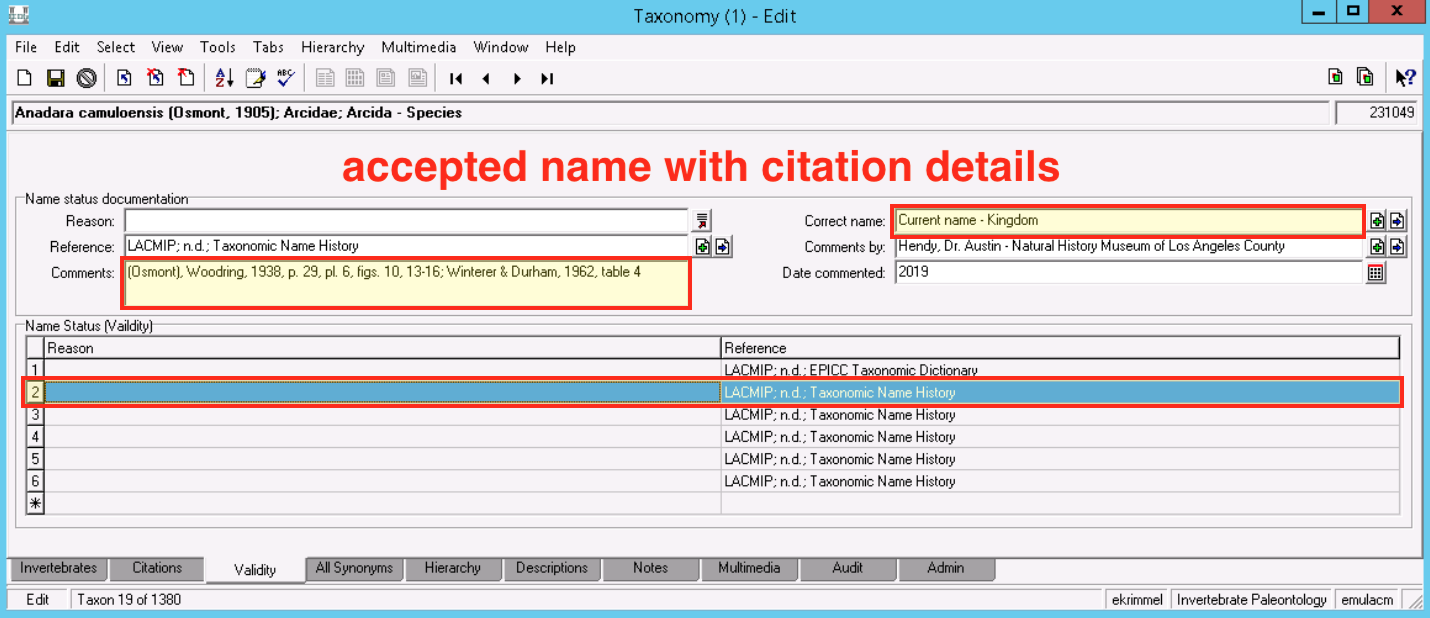 Taxonomy (1) - Edit
File Edit Select View Tools Tabs Hierarchy Multimedia Window Help
Anadara camuloensis (Osmont, 1905); Arcidae; Arcida - Species 231049
accepted name with citation details
Name status documentation
Reason: Correct name: Current name - Kingdom
Reference: LACMIP; n.d.; Taxonomic Name History Comments by: Hendy, Dr. Austin - Natural History Museum of Los Angeles County
Comments: (Osmont), Woodring, 1938, p. 29, pl. 6, figs. 10, 13-16; Winterer & Durham, 1962, table 4 Date commented: 2019
Name Status (Vaildity)
Reason Reference
1 LACMIP; n.d.; EPICC Taxonomic Dictionary
2 LACMIP; n.d.; Taxonomic Name History
3 LACMIP; n.d.; Taxonomic Name History
4 LACMIP; n.d.; Taxonomic Name History
5 LACMIP; n.d.; Taxonomic Name History
6 LACMIP; n.d.; Taxonomic Name History
Invertebrates Citations Validity All Synonyms Hierarchy Descriptions Notes Multimedia Audit Admin
Edit Taxon 19 of 1380 ekrimmel Invertebrate Paleontology emulacm